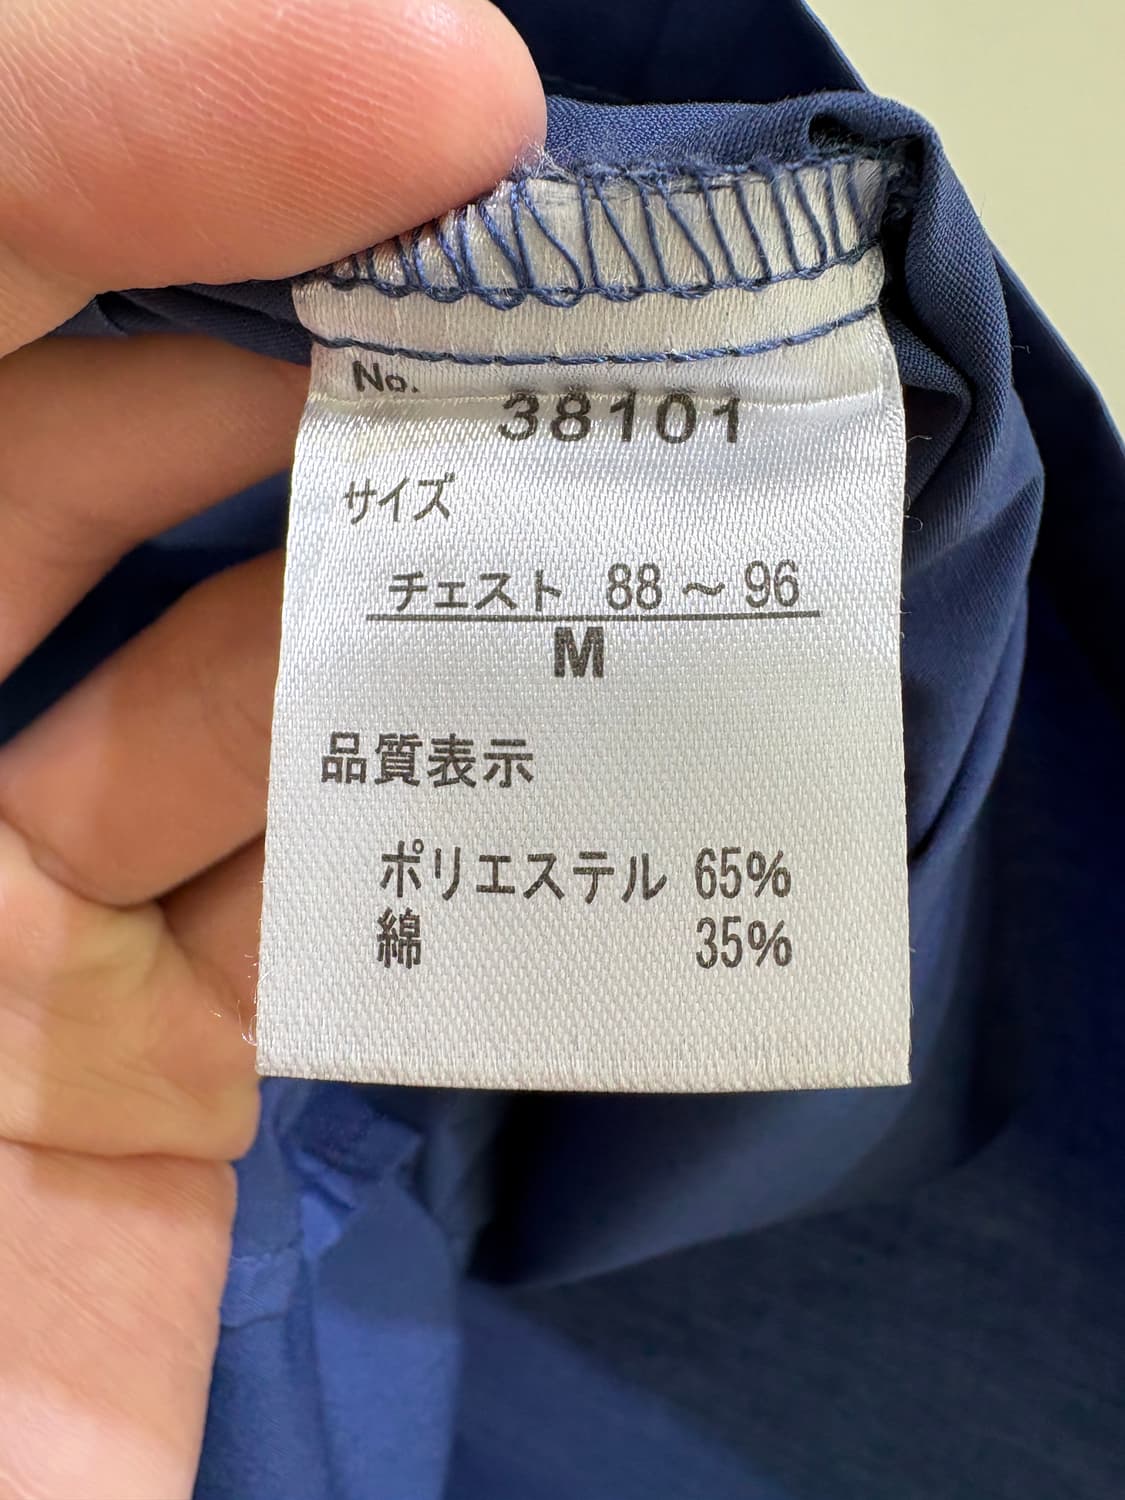 No. 38101
サイズ
チェスト 88～96
M
品質表示
ポリエステル 65%
綿 35%